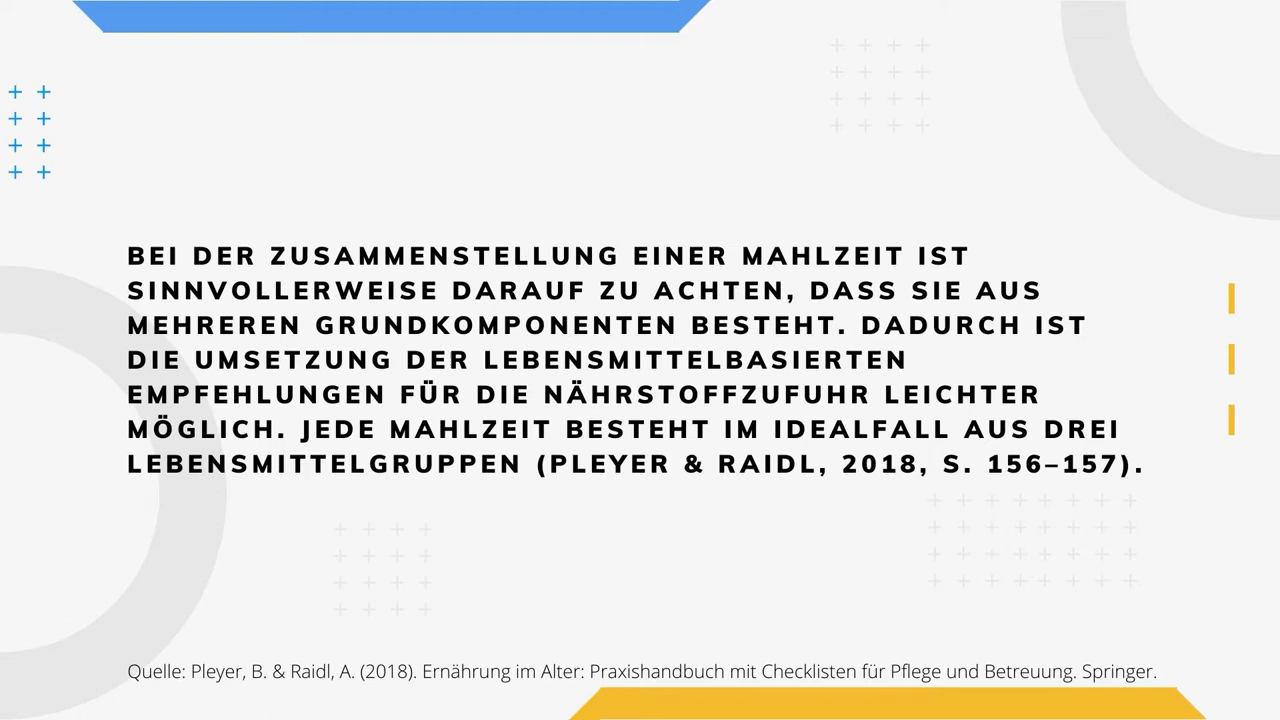 BEI DER ZUSAMMENSTELLUNG EINER MAHLZEIT IST
SINNVOLLERWEISE DARAUF ZU ACHTEN, DASS SIE AUS
MEHREREN GRUNDKOMPONENTEN BESTEHT. DADURCH IST
DIE UMSETZUNG DER LEBENSMITTELBASIERTEN
EMPFEHLUNGEN FÜR DIE NÄHRSTOFFZUFUHR LEICHTER
MÖGLICH. JEDE MAHLZEIT BESTEHT IM IDEALFALL AUS DREI
LEBENSMITTELGRUPPEN (PLEYER & RAIDL, 2018, S. 156–157).
Quelle: Pleyer, B. & Raidl, A. (2018). Ernährung im Alter: Praxishandbuch mit Checklisten für Pflege und Betreuung. Springer.